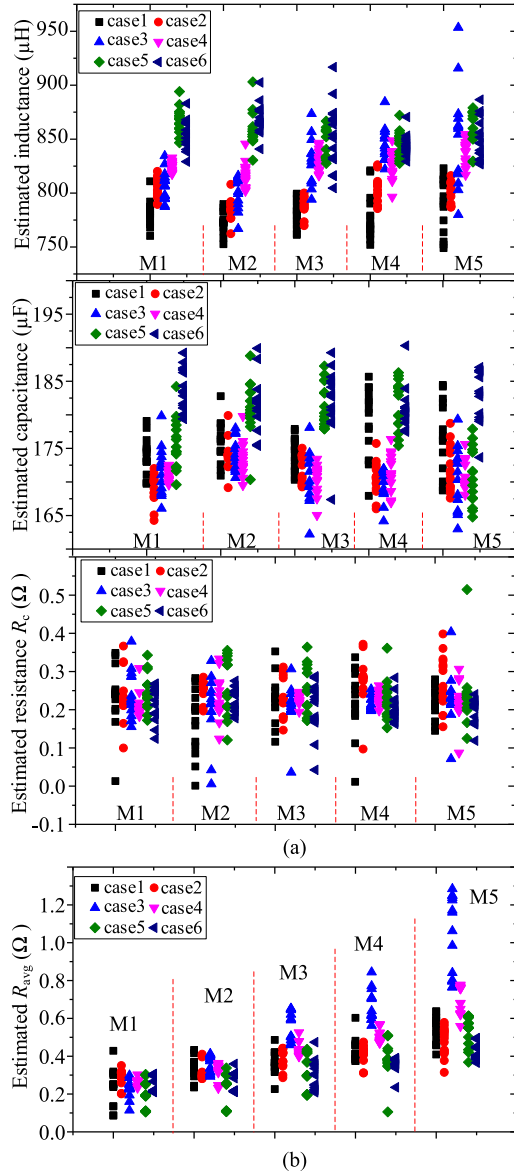 Estimated inductance (μH)
950
900
850
800
750
case1 case2
case3 case4
case5 case6
M1 M2 M3 M4 M5
Estimated capacitance (μF)
185
175
165
case1 case2
case3 case4
case5 case6
M1 M2 M3 M4 M5
Estimated resistance Rc (Ω)
0.5
0.4
0.3
0.2
0.1
0.0
-0.1
case1 case2
case3 case4
case5 case6
M1 M2 M3 M4 M5
(a)
Estimated Ravg (Ω)
1.2
1.0
0.8
0.6
0.4
0.2
0.0
case1 case2
case3 case4
case5 case6
M1 M2 M3 M4 M5
(b)